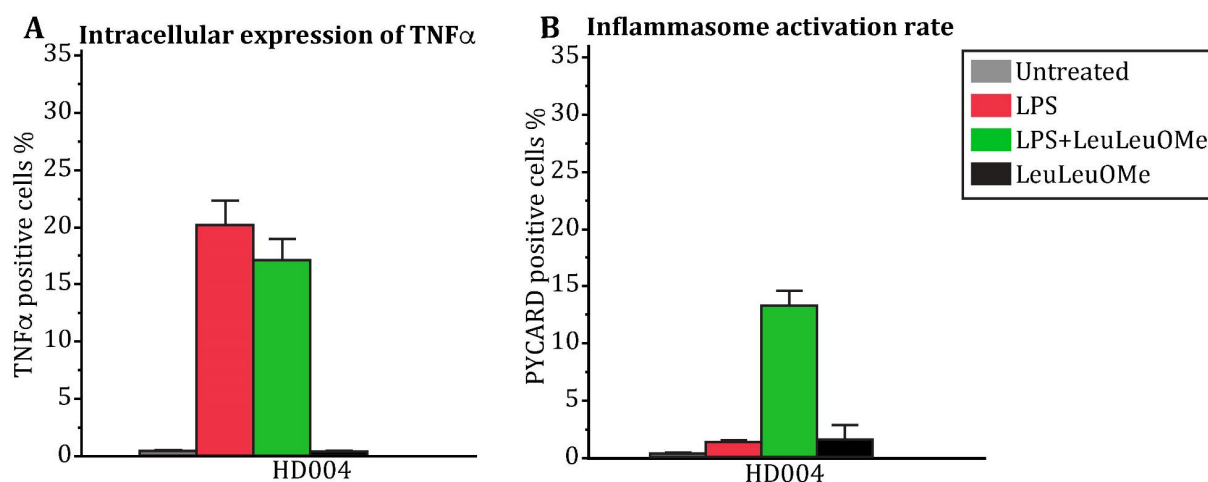 A Intracellular expression of TNFα
35
30
25
20
15
10
5
0
TNFα positive cells %
HD004
B Inflammasome activation rate
35
30
25
20
15
10
5
0
PYCARD positive cells %
HD004
Untreated
LPS
LPS+LeuLeuOMe
LeuLeuOMe